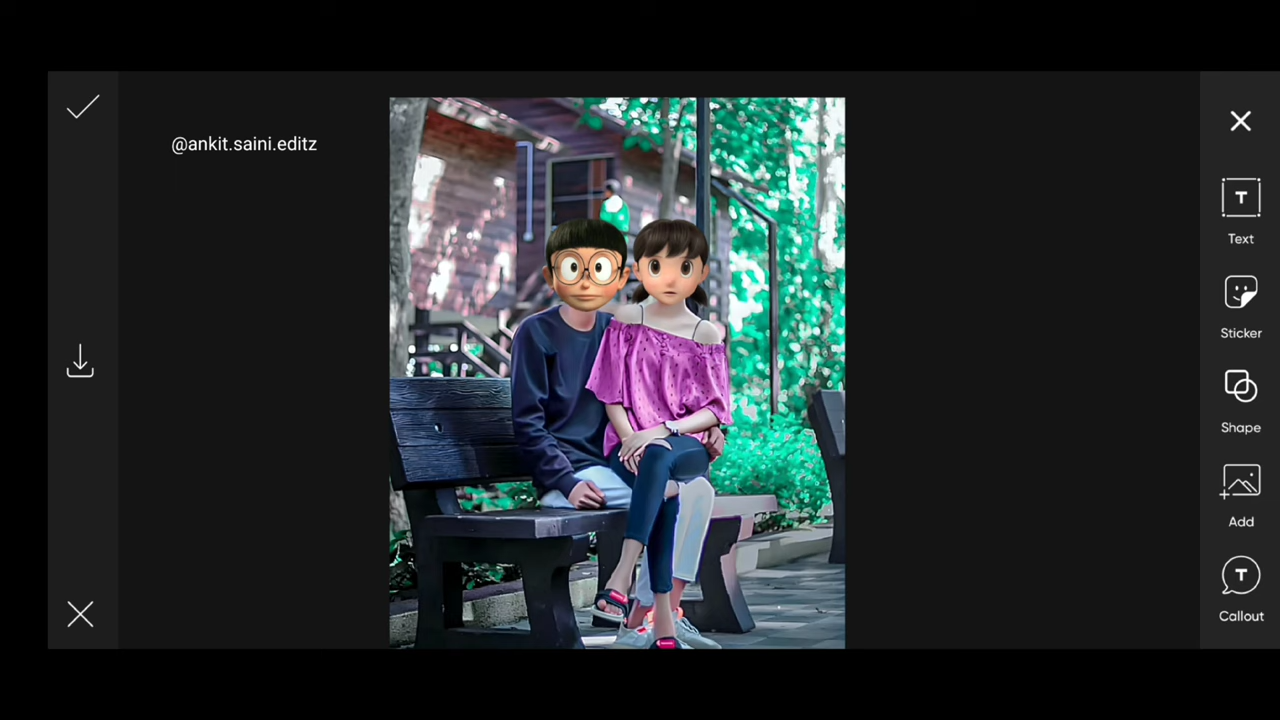 @ankit.saini.editz
T
Text
Sticker
Shape
Add
T
Callout